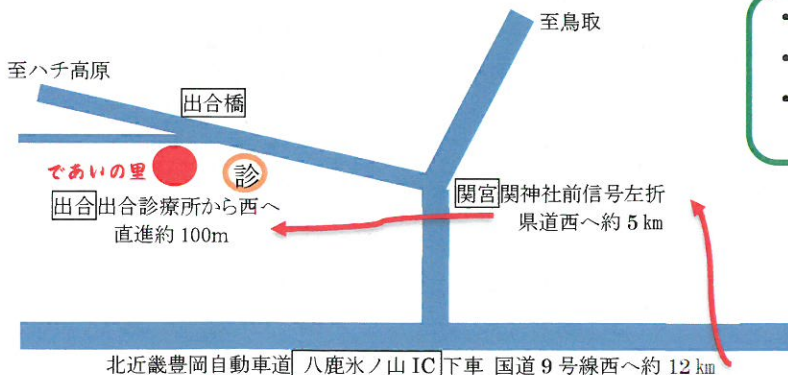 至鳥取
至ハチ高原
出合橋
であいの里
診
出合 出合診療所から西へ
直進約 100m
関宮 関神社前信号左折
県道西へ約 5 km
北近畿豊岡自動車道 八鹿氷ノ山 IC 下車 国道 9 号線西へ約 12 km